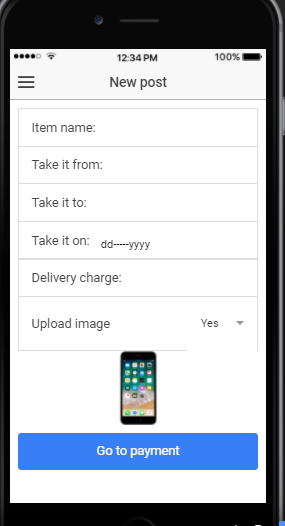 12:34 PM 100%
New post
Item name:
Take it from:
Take it to:
Take it on: dd-----yyyy
Delivery charge:
Upload image Yes
Go to payment